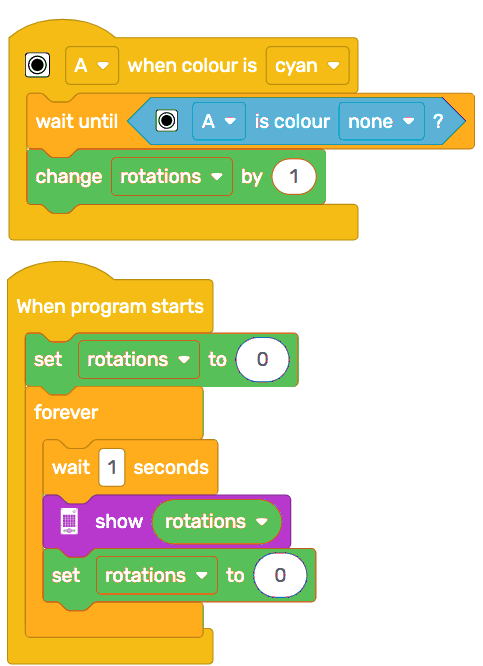 A when colour is cyan
wait until A is colour none ?
change rotations by 1
When program starts
set rotations to 0
forever
wait 1 seconds
show rotations
set rotations to 0